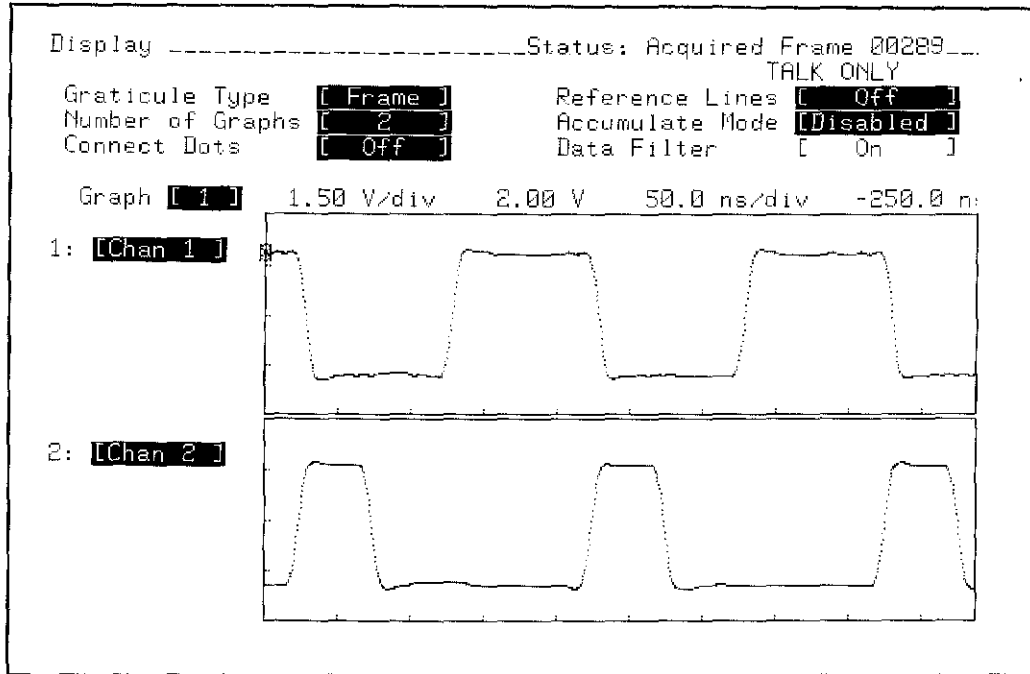 Display ________________________Status: Acquired Frame 00289___
TALK ONLY
Graticule Type [ Frame ] Reference Lines [ Off ]
Number of Graphs [ 2 ] Accumulate Mode [Disabled ]
Connect Dots [ Off ] Data Filter [ On ]
Graph [ 1 ] 1.50 V/div 2.00 V 50.0 ns/div -250.0 n
1: [Chan 1 ]
2: [Chan 2 ]